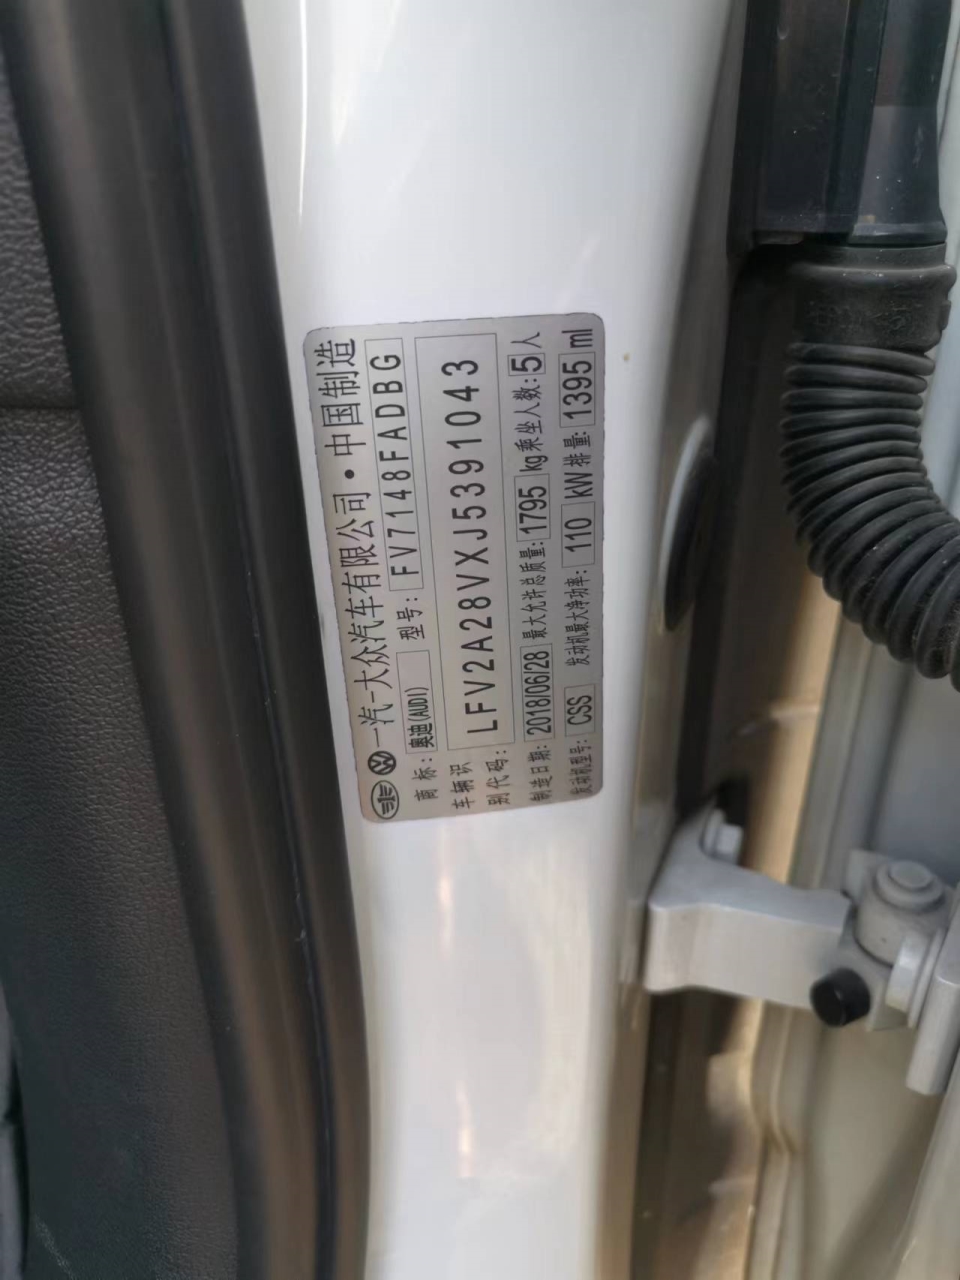 一汽-大众汽车有限公司·中国制造
商标: 奥迪(AUDI) 型号: FV7148FADBG
车辆识
别代码: LFV2A28VXJ5391043
制造日期: 2018/06/28 最大允许总质量: 1795 kg 乘坐人数: 5 人
发动机型号: CSS 发动机最大净功率: 110 kW 排量: 1395 ml